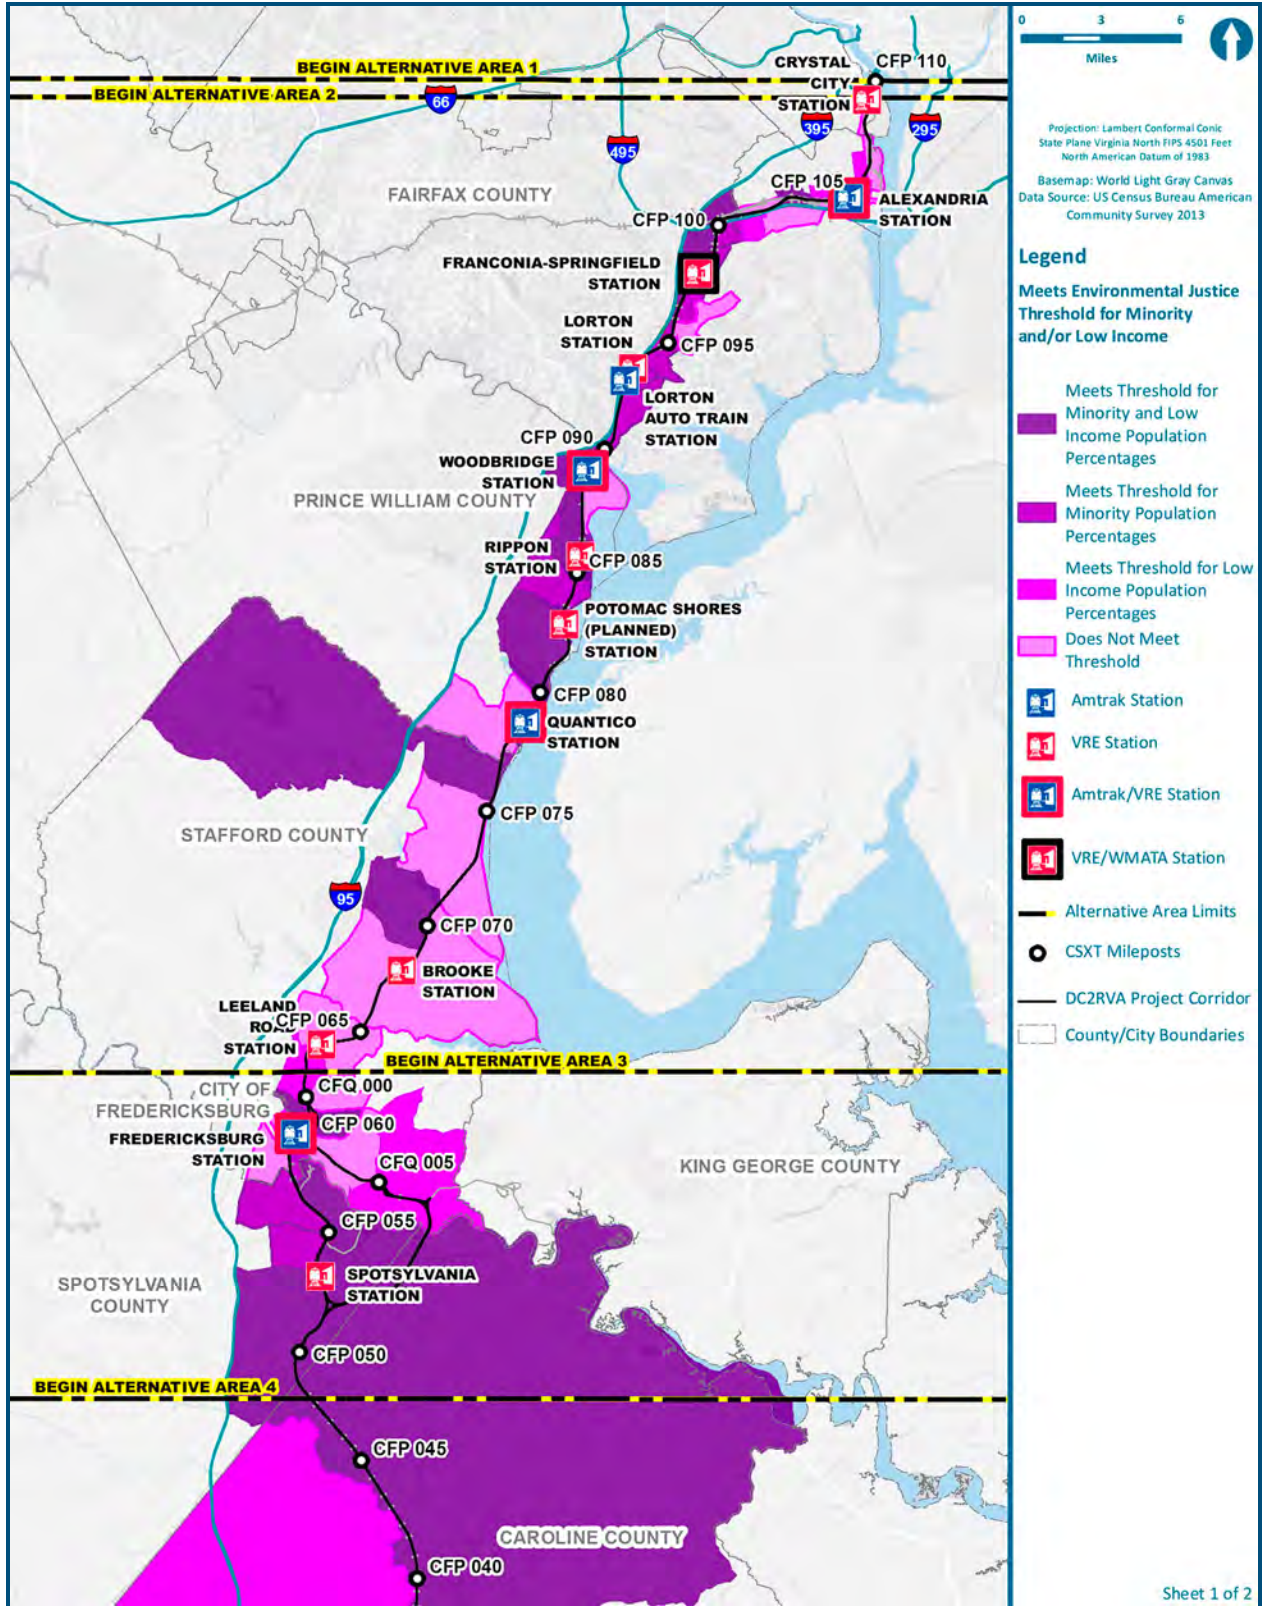 BEGIN ALTERNATIVE AREA 1
BEGIN ALTERNATIVE AREA 2
66
495
395
295
CRYSTAL
CITY
STATION
CFP 110
FAIRFAX COUNTY
CFP 105
ALEXANDRIA
STATION
CFP 100
FRANCONIA-SPRINGFIELD
STATION
LORTON
STATION
CFP 095
LORTON
AUTO TRAIN
STATION
CFP 090
WOODBRIDGE
STATION
PRINCE WILLIAM COUNTY
RIPPON
STATION
CFP 085
POTOMAC SHORES
(PLANNED)
STATION
CFP 080
QUANTICO
STATION
CFP 075
STAFFORD COUNTY
95
CFP 070
BROOKE
STATION
LEELAND
ROAD
STATION
CFP 065
BEGIN ALTERNATIVE AREA 3
CITY OF
FREDERICKSBURG
CFQ 000
CFP 060
FREDERICKSBURG
STATION
CFQ 005
KING GEORGE COUNTY
CFP 055
SPOTSYLVANIA
STATION
SPOTSYLVANIA
COUNTY
CFP 050
BEGIN ALTERNATIVE AREA 4
CFP 045
CAROLINE COUNTY
CFP 040
0 3 6
Miles
Projection: Lambert Conformal Conic
State Plane Virginia North FIPS 4501 Feet
North American Datum of 1983
Basemap: World Light Gray Canvas
Data Source: US Census Bureau American
Community Survey 2013
Legend
Meets Environmental Justice
Threshold for Minority
and/or Low Income
Meets Threshold for
Minority and Low
Income Population
Percentages
Meets Threshold for
Minority Population
Percentages
Meets Threshold for Low
Income Population
Percentages
Does Not Meet
Threshold
Amtrak Station
VRE Station
Amtrak/VRE Station
VRE/WMATA Station
Alternative Area Limits
CSXT Mileposts
DC2RVA Project Corridor
County/City Boundaries
Sheet 1 of 2